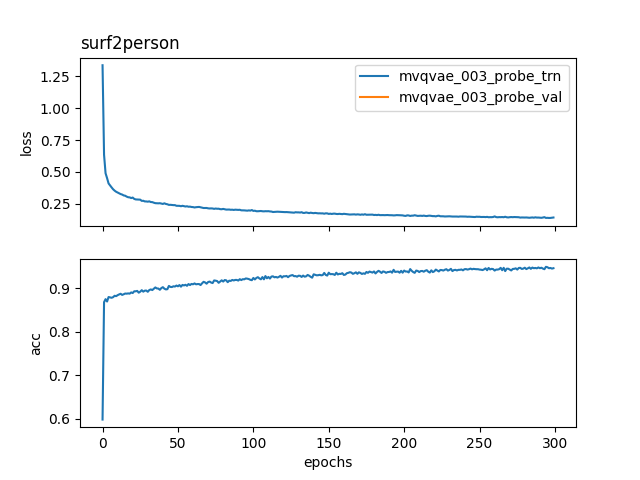 surf2person
1.25
1.00
0.75
0.50
0.25
loss
mvqvae_003_probe_trn
mvqvae_003_probe_val
0.9
0.8
0.7
0.6
acc
0 50 100 150 200 250 300
epochs